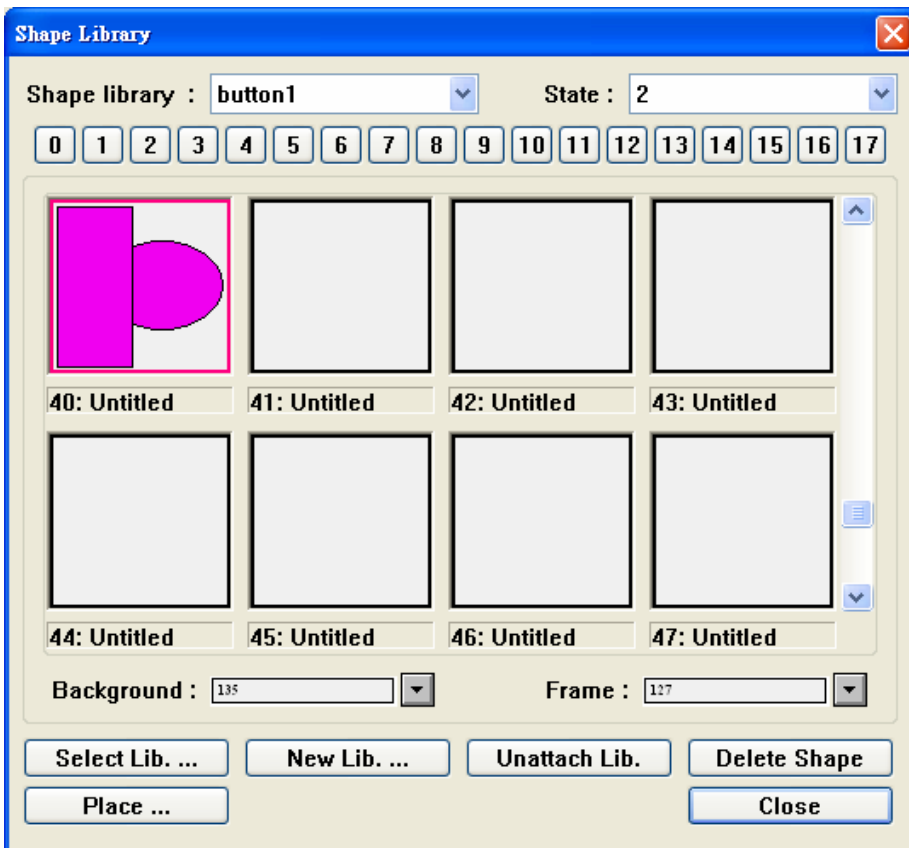 Shape Library
Shape library : button1 State : 2
0 1 2 3 4 5 6 7 8 9 10 11 12 13 14 15 16 17
40: Untitled 41: Untitled 42: Untitled 43: Untitled
44: Untitled 45: Untitled 46: Untitled 47: Untitled
Background : 135 Frame : 127
Select Lib. ... New Lib. ... Unattach Lib. Delete Shape
Place ... Close